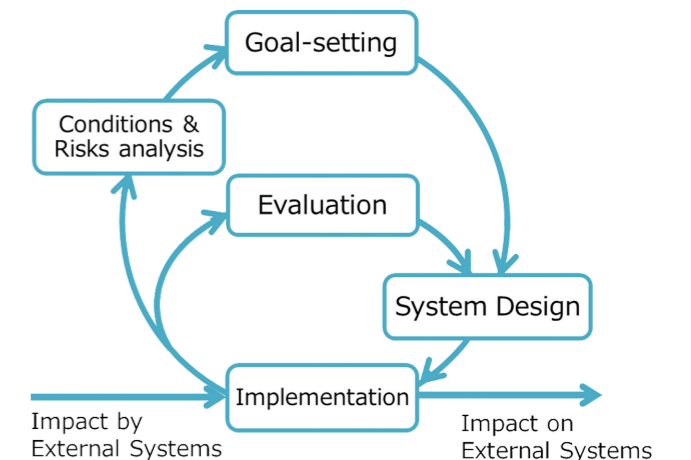 Goal-setting
Conditions &
Risks analysis
Evaluation
System Design
Implementation
Impact by
External Systems
Impact on
External Systems